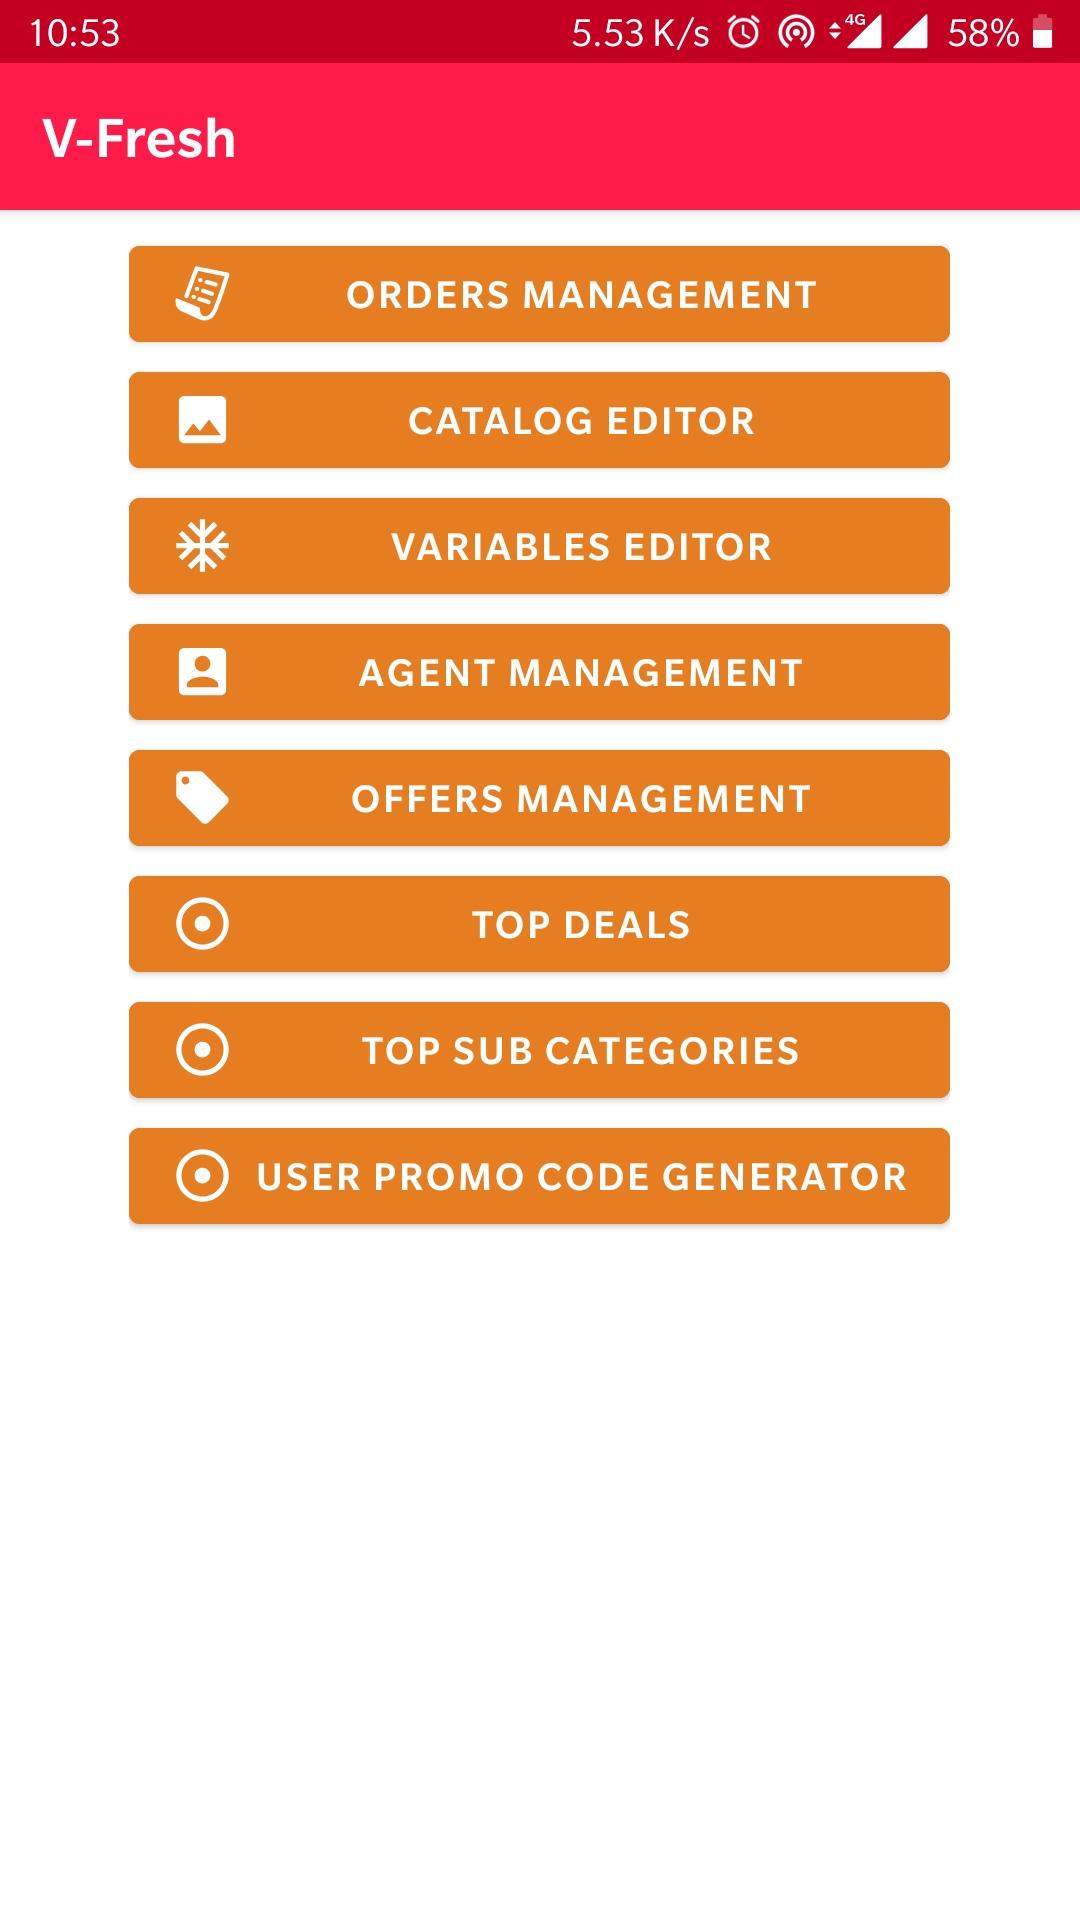 10:53 5.53 K/s 4G 58%
V-Fresh
ORDERS MANAGEMENT
CATALOG EDITOR
VARIABLES EDITOR
AGENT MANAGEMENT
OFFERS MANAGEMENT
TOP DEALS
TOP SUB CATEGORIES
USER PROMO CODE GENERATOR